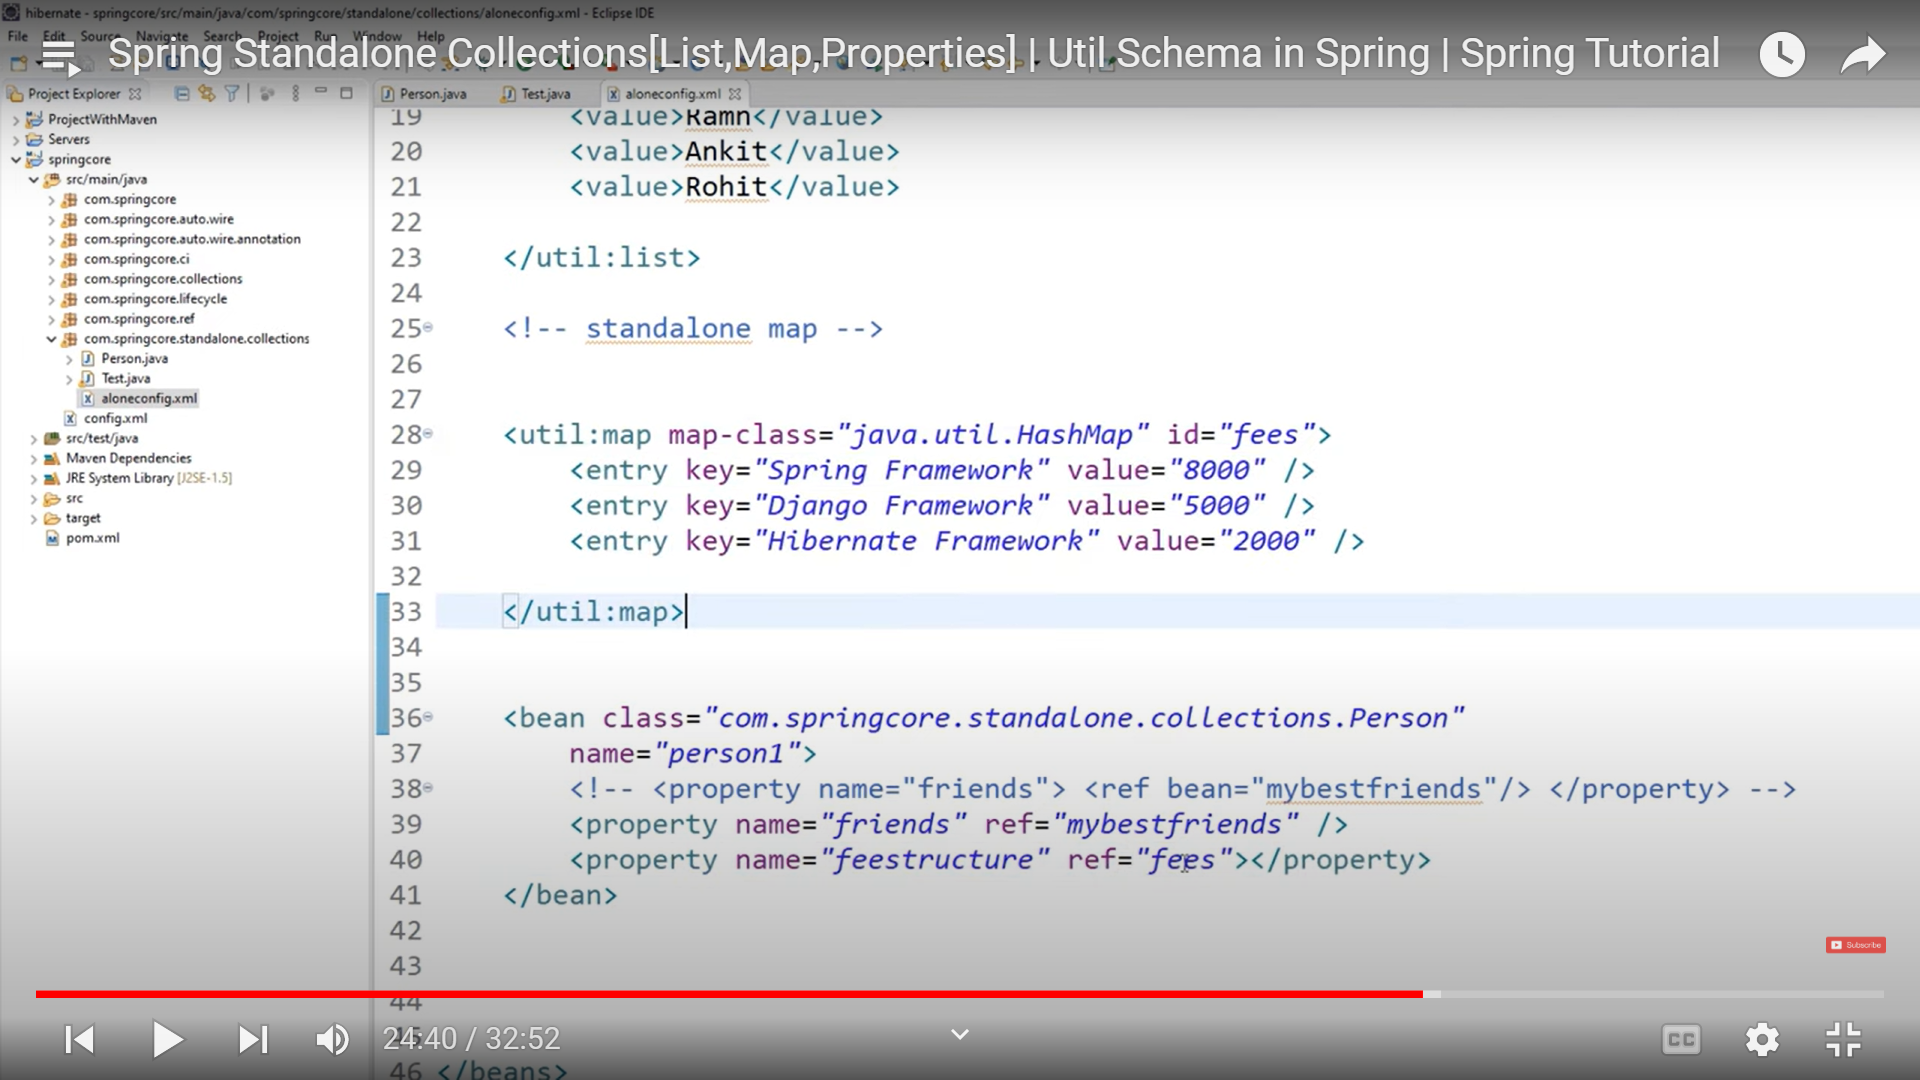 hibernate - springcore/src/main/java/com/springcore/standalone/collections/aloneconfig.xml - Eclipse IDE
File Edit Source Navigate Search Project Run Window Help
Spring Standalone Collections[List,Map,Properties] | Util Schema in Spring | Spring Tutorial
Project Explorer
Person.java Test.java aloneconfig.xml
ProjectWithMaven
Servers
springcore
src/main/java
com.springcore
com.springcore.auto.wire
com.springcore.auto.wire.annotation
com.springcore.ci
com.springcore.collections
com.springcore.lifecycle
com.springcore.ref
com.springcore.standalone.collections
Person.java
Test.java
aloneconfig.xml
config.xml
src/test/java
Maven Dependencies
JRE System Library [J2SE-1.5]
src
target
pom.xml
19 <value>Ramn</value>
20 <value>Ankit</value>
21 <value>Rohit</value>
22
23 </util:list>
24
25 <!-- standalone map -->
26
27
28 <util:map map-class="java.util.HashMap" id="fees">
29 <entry key="Spring Framework" value="8000" />
30 <entry key="Django Framework" value="5000" />
31 <entry key="Hibernate Framework" value="2000" />
32
33 </util:map>
34
35
36 <bean class="com.springcore.standalone.collections.Person"
37 name="person1">
38 <!-- <property name="friends"> <ref bean="mybestfriends"/> </property> -->
39 <property name="friends" ref="mybestfriends" />
40 <property name="feestructure" ref="fees"></property>
41 </bean>
42
43
44
46 </beans>
Subscribe
24:40 / 32:52
CC